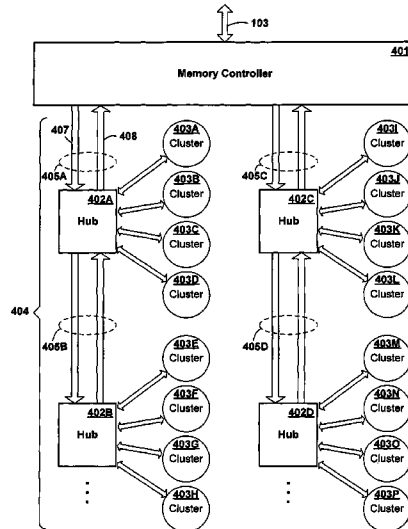 103
401
Memory Controller
407
408
405A
402A
Hub
403A
Cluster
403B
Cluster
403C
Cluster
403D
Cluster
405C
402C
Hub
403I
Cluster
403J
Cluster
403K
Cluster
403L
Cluster
404
405B
402B
Hub
403E
Cluster
403F
Cluster
403G
Cluster
403H
Cluster
405D
402D
Hub
403M
Cluster
403N
Cluster
403O
Cluster
403P
Cluster